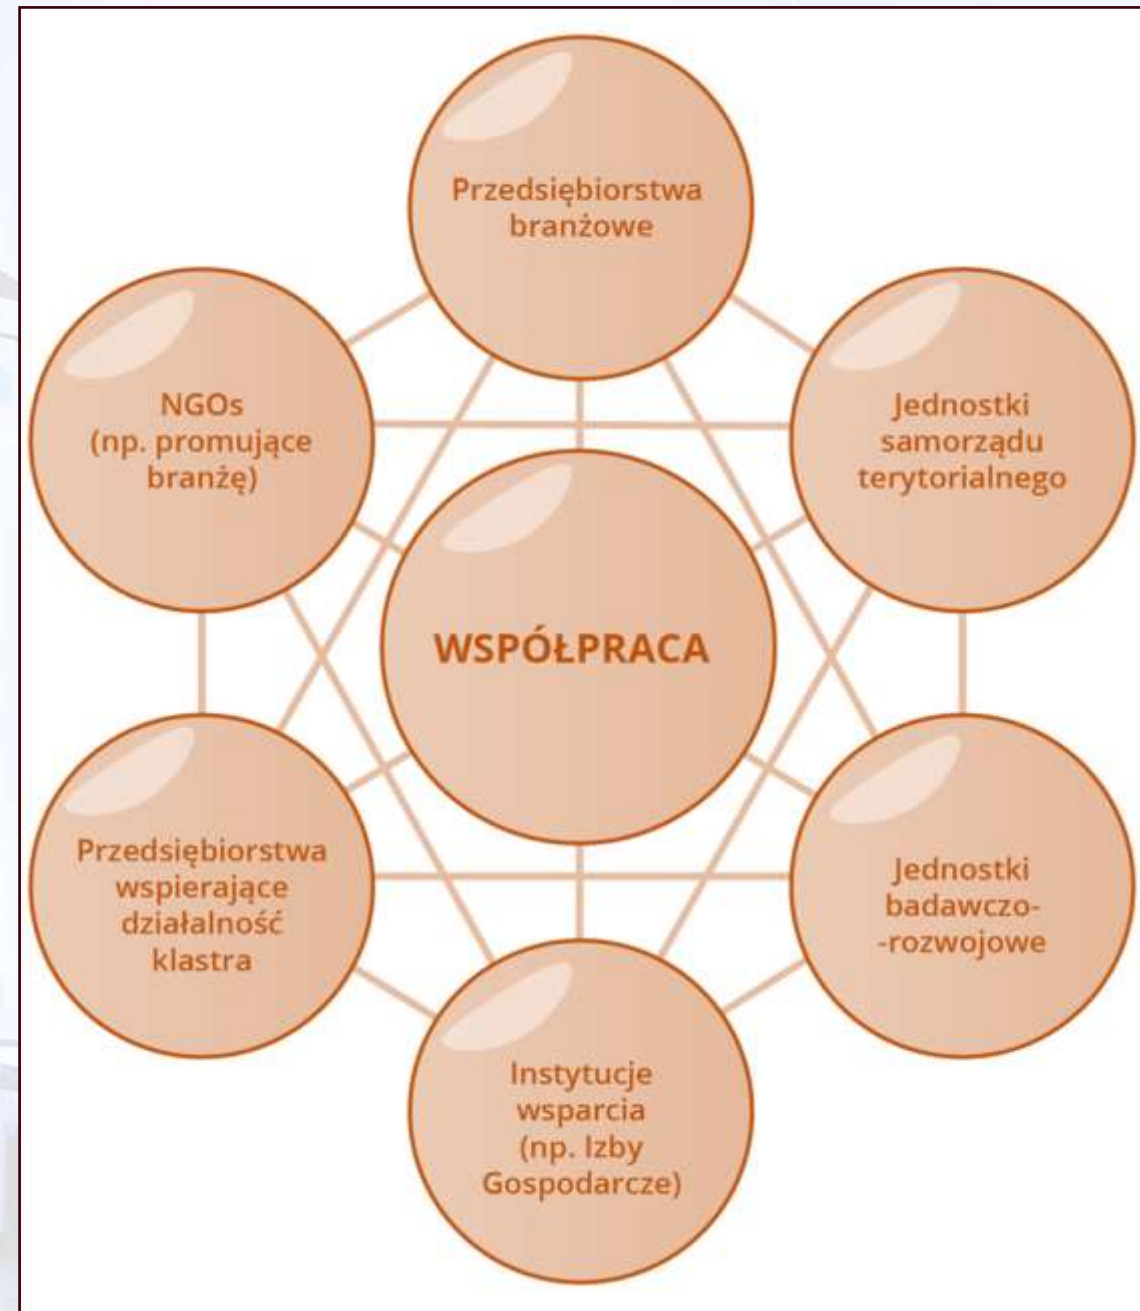 Przedsiębiorstwa
branżowe
NGOs
(np. promujące
branżę)
Jednostki
samorządu
terytorialnego
WSPÓŁPRACA
Przedsiębiorstwa
wspierające
działalność
klastra
Jednostki
badawczo-
-rozwojowe
Instytucje
wsparcia
(np. Izby
Gospodarcze)